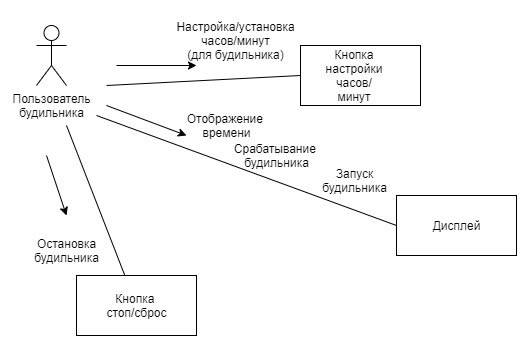 Настройка/установка
часов/минут
(для будильника)
Кнопка
настройки
часов/
минут
Пользователь
будильника
Отображение
времени
Срабатывание
будильника
Запуск
будильника
Дисплей
Остановка
будильника
Кнопка
стоп/сброс